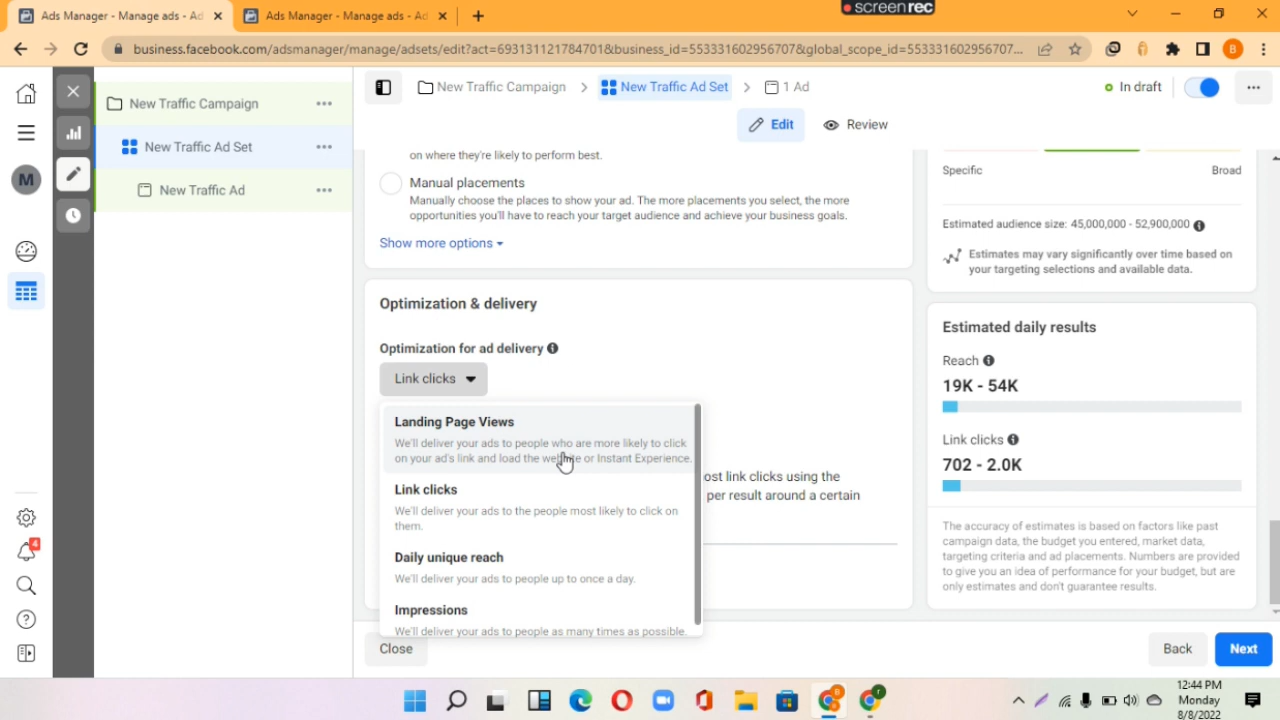 Ads Manager - Manage ads - Ad
Ads Manager - Manage ads - Ad
screenrec
business.facebook.com/adsmanager/manage/adsets/edit?act=693131121784701&business_id=553331602956707&global_scope_id=553331602956707...
B
New Traffic Campaign
New Traffic Ad Set
New Traffic Ad
M
4
New Traffic Campaign > New Traffic Ad Set > 1 Ad
In draft
Edit
Review
on where they're likely to perform best.
Manual placements
Manually choose the places to show your ad. The more placements you select, the more
opportunities you'll have to reach your target audience and achieve your business goals.
Show more options
Optimization & delivery
Optimization for ad delivery
Link clicks
Landing Page Views
We'll deliver your ads to people who are more likely to click
on your ad's link and load the website or Instant Experience.
Link clicks
We'll deliver your ads to the people most likely to click on
them.
Daily unique reach
We'll deliver your ads to people up to once a day.
Impressions
We'll deliver your ads to people as many times as possible.
ost link clicks using the
per result around a certain
Close
Back
Next
Specific
Broad
Estimated audience size: 45,000,000 - 52,900,000
Estimates may vary significantly over time based on
your targeting selections and available data.
Estimated daily results
Reach
19K - 54K
Link clicks
702 - 2.0K
The accuracy of estimates is based on factors like past
campaign data, the budget you entered, market data,
targeting criteria and ad placements. Numbers are provided
to give you an idea of performance for your budget, but are
only estimates and don't guarantee results.
12:44 PM
Monday
8/8/2022